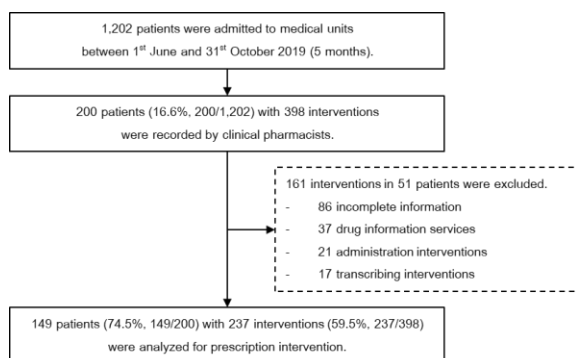 1,202 patients were admitted to medical units
between 1st June and 31st October 2019 (5 months).
200 patients (16.6%, 200/1,202) with 398 interventions
were recorded by clinical pharmacists.
161 interventions in 51 patients were excluded.
- 86 incomplete information
- 37 drug information services
- 21 administration interventions
- 17 transcribing interventions
149 patients (74.5%, 149/200) with 237 interventions (59.5%, 237/398)
were analyzed for prescription intervention.